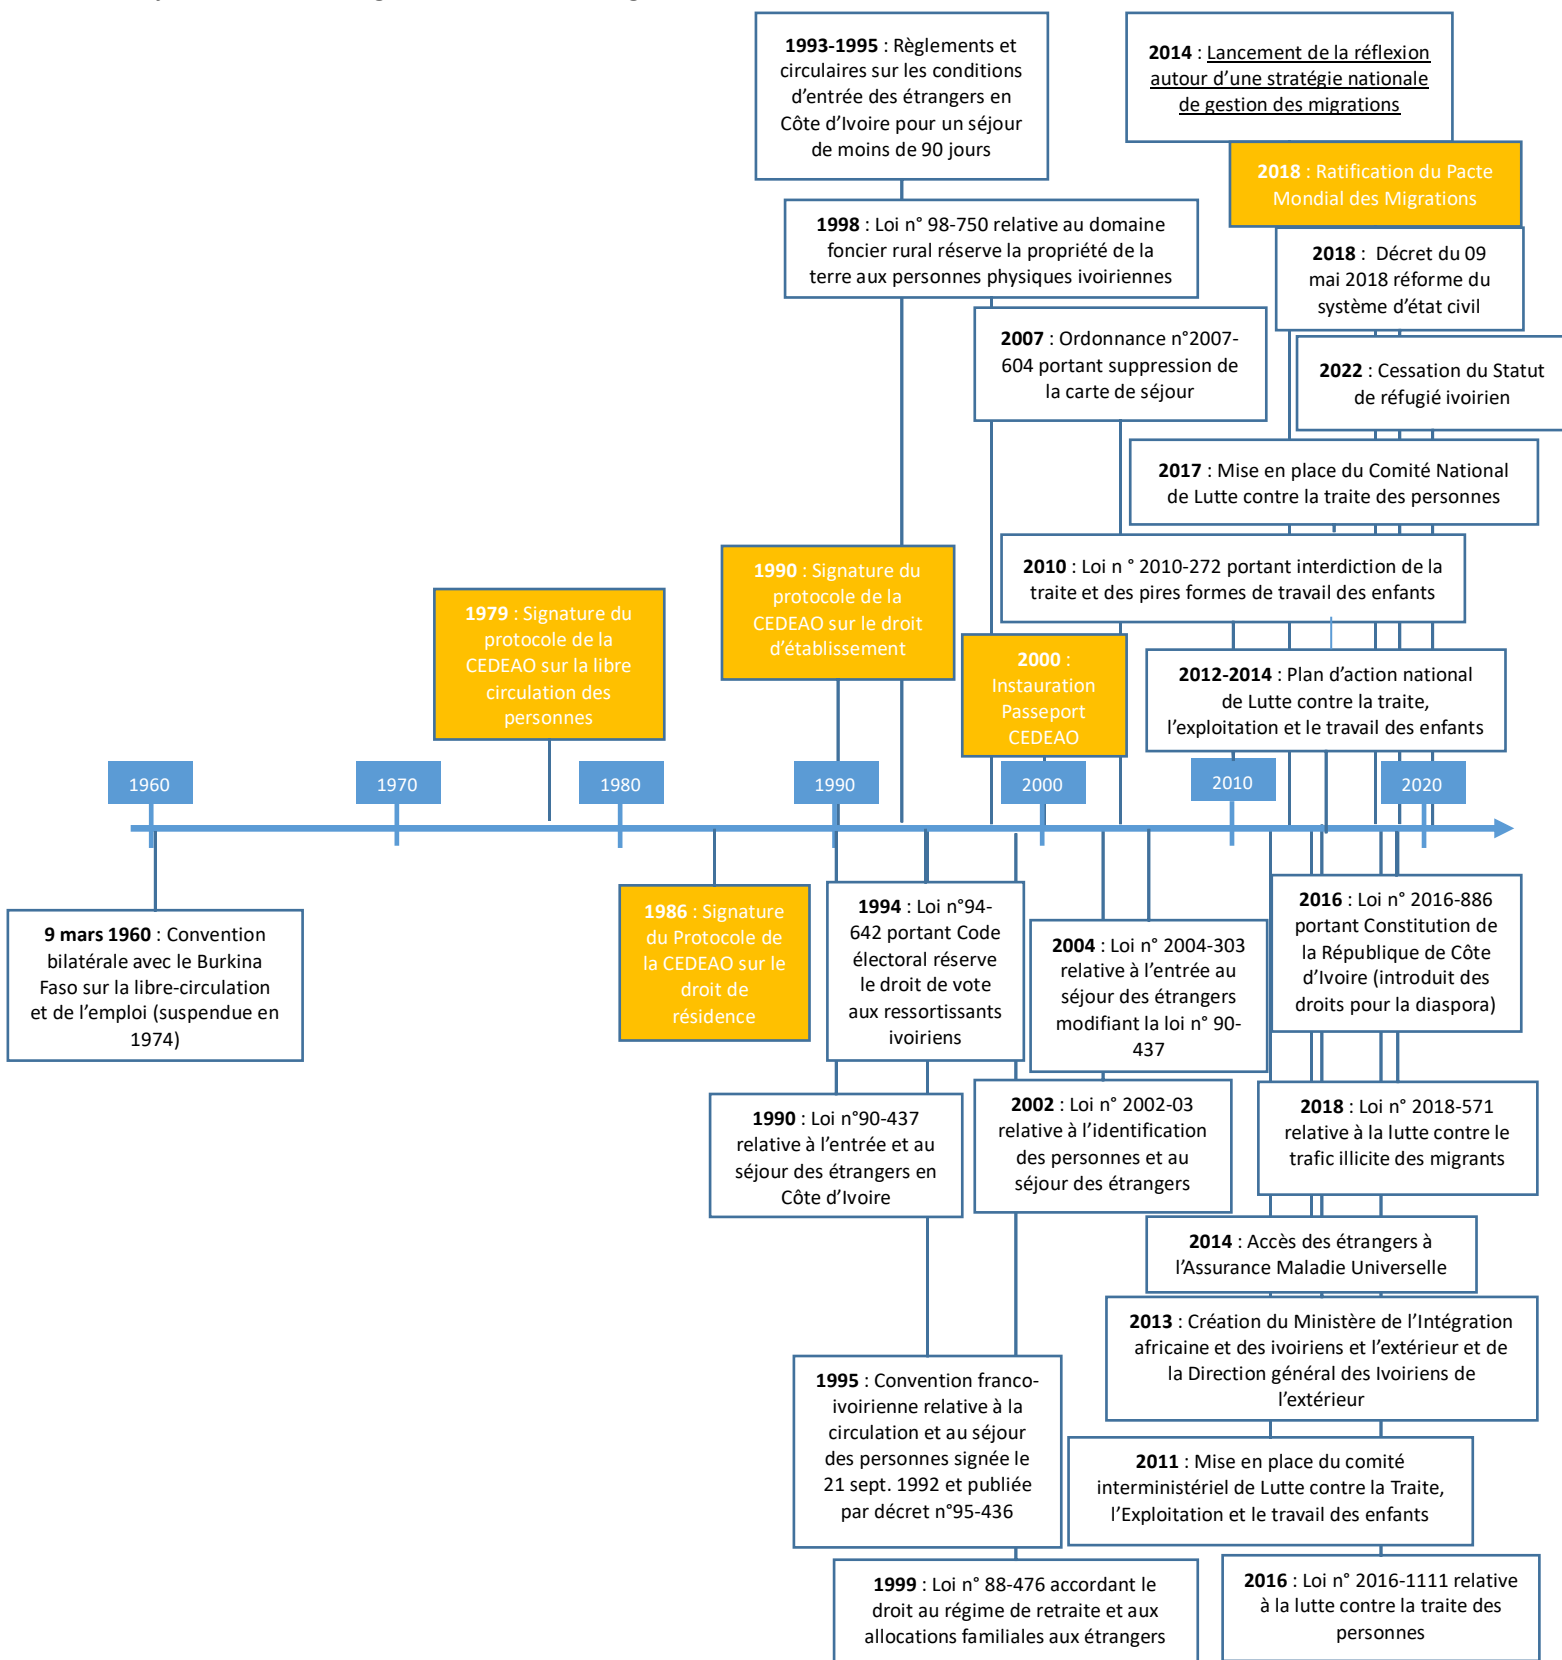 1993-1995 : Règlements et
circulaires sur les conditions
d'entrée des étrangers en
Côte d'Ivoire pour un séjour
de moins de 90 jours
2014 : Lancement de la réflexion
autour d'une stratégie nationale
de gestion des migrations
2018 : Ratification du Pacte
Mondial des Migrations
1998 : Loi n° 98-750 relative au domaine
foncier rural réserve la propriété de la
terre aux personnes physiques ivoiriennes
2018 : Décret du 09
mai 2018 réforme du
système d'état civil
2007 : Ordonnance n°2007-
604 portant suppression de
la carte de séjour
2022 : Cessation du Statut
de réfugié ivoirien
2017 : Mise en place du Comité National
de Lutte contre la traite des personnes
1990 : Signature du
protocole de la
CEDEAO sur le droit
d'établissement
2010 : Loi n ° 2010-272 portant interdiction de la
traite et des pires formes de travail des enfants
1979 : Signature du
protocole de la
CEDEAO sur la libre
circulation des
personnes
2000 :
Instauration
Passeport
CEDEAO
2012-2014 : Plan d'action national
de Lutte contre la traite,
l'exploitation et le travail des enfants
1960
1970
1980
1990
2000
2010
2020
9 mars 1960 : Convention
bilatérale avec le Burkina
Faso sur la libre-circulation
et de l'emploi (suspendue en
1974)
1986 : Signature
du Protocole de
la CEDEAO sur le
droit de
résidence
1994 : Loi n°94-
642 portant Code
électoral réserve
le droit de vote
aux ressortissants
ivoiriens
2004 : Loi n° 2004-303
relative à l'entrée au
séjour des étrangers
modifiant la loi n° 90-
437
2016 : Loi n° 2016-886
portant Constitution de
la République de Côte
d'Ivoire (introduit des
droits pour la diaspora)
1990 : Loi n°90-437
relative à l'entrée et au
séjour des étrangers en
Côte d'Ivoire
2002 : Loi n° 2002-03
relative à l'identification
des personnes et au
séjour des étrangers
2018 : Loi n° 2018-571
relative à la lutte contre le
trafic illicite des migrants
2014 : Accès des étrangers à
l'Assurance Maladie Universelle
2013 : Création du Ministère de l'Intégration
africaine et des ivoiriens et l'extérieur et de
la Direction général des Ivoiriens de
l'extérieur
1995 : Convention franco-
ivoirienne relative à la
circulation et au séjour
des personnes signée le
21 sept. 1992 et publiée
par décret n°95-436
2011 : Mise en place du comité
interministériel de Lutte contre la Traite,
l'Exploitation et le travail des enfants
1999 : Loi n° 88-476 accordant le
droit au régime de retraite et aux
allocations familiales aux étrangers
2016 : Loi n° 2016-1111 relative
à la lutte contre la traite des
personnes